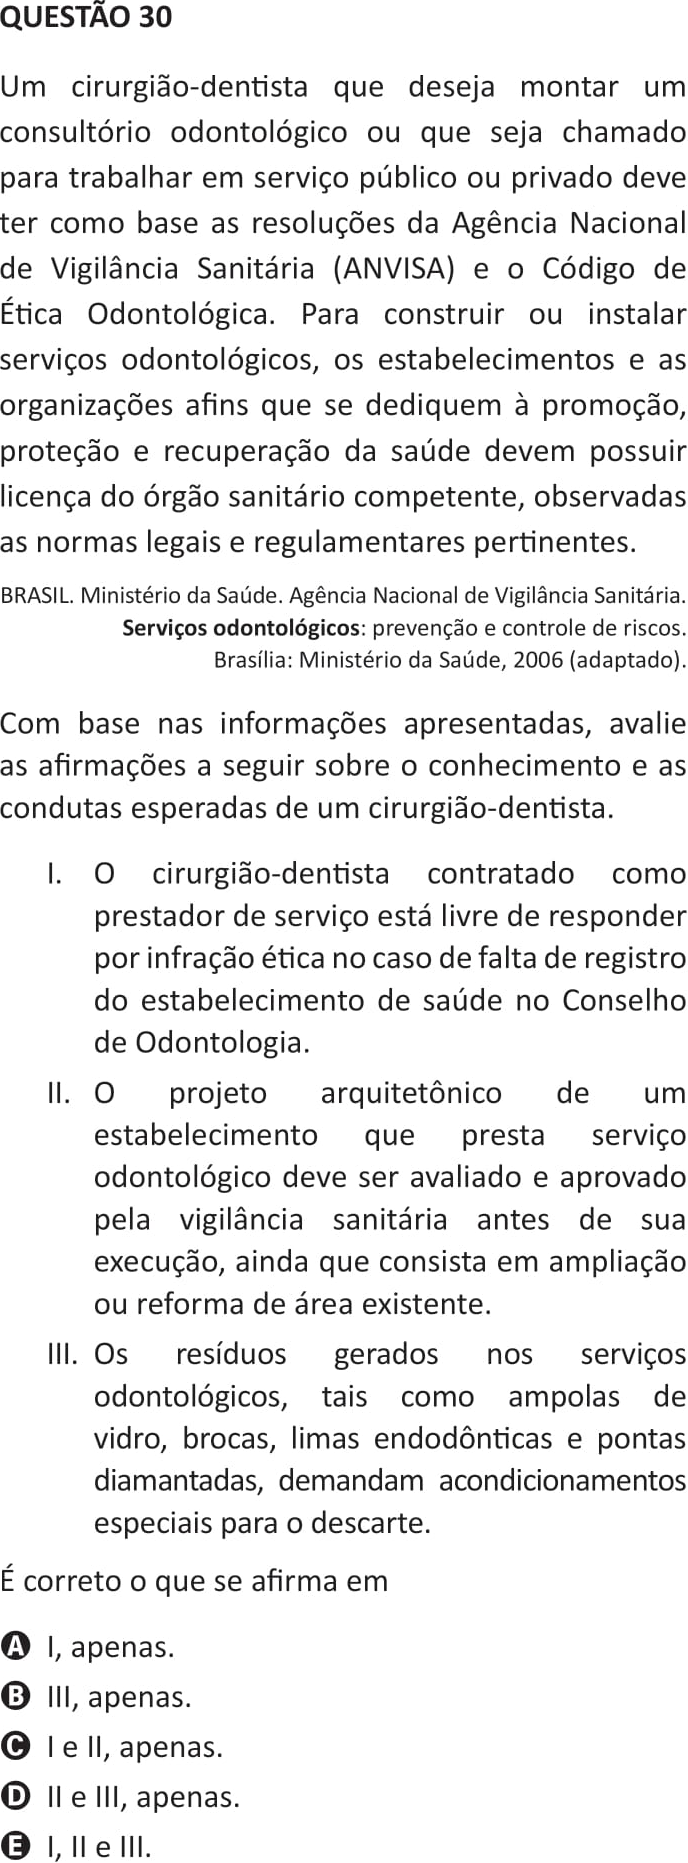 QUESTÃO 30
Um cirurgião-dentista que deseja montar um
consultório odontológico ou que seja chamado
para trabalhar em serviço público ou privado deve
ter como base as resoluções da Agência Nacional
de Vigilância Sanitária (ANVISA) e o Código de
Ética Odontológica. Para construir ou instalar
serviços odontológicos, os estabelecimentos e as
organizações afins que se dediquem à promoção,
proteção e recuperação da saúde devem possuir
licença do órgão sanitário competente, observadas
as normas legais e regulamentares pertinentes.
BRASIL. Ministério da Saúde. Agência Nacional de Vigilância Sanitária.
Serviços odontológicos: prevenção e controle de riscos.
Brasília: Ministério da Saúde, 2006 (adaptado).
Com base nas informações apresentadas, avalie
as afirmações a seguir sobre o conhecimento e as
condutas esperadas de um cirurgião-dentista.
I. O cirurgião-dentista contratado como
prestador de serviço está livre de responder
por infração ética no caso de falta de registro
do estabelecimento de saúde no Conselho
de Odontologia.
II. O projeto arquitetônico de um
estabelecimento que presta serviço
odontológico deve ser avaliado e aprovado
pela vigilância sanitária antes de sua
execução, ainda que consista em ampliação
ou reforma de área existente.
III. Os resíduos gerados nos serviços
odontológicos, tais como ampolas de
vidro, brocas, limas endodônticas e pontas
diamantadas, demandam acondicionamentos
especiais para o descarte.
É correto o que se afirma em
A I, apenas.
B III, apenas.
C I e II, apenas.
D II e III, apenas.
E I, II e III.